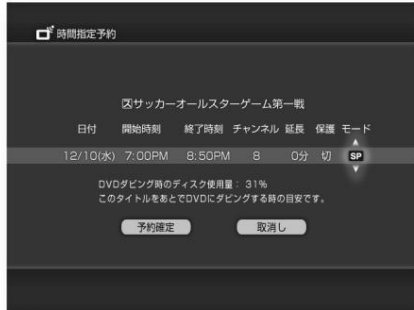 時間指定予約
🅂サッカーオールスターゲーム第一戦
日付 開始時刻 終了時刻 チャンネル 延長 保護 モード
12/10(水) 7:00PM 8:50PM 8 0分 切 SP
DVDダビング時のディスク使用量: 31%
このタイトルをあとでDVDにダビングする時の目安です。
予約確定 取消し